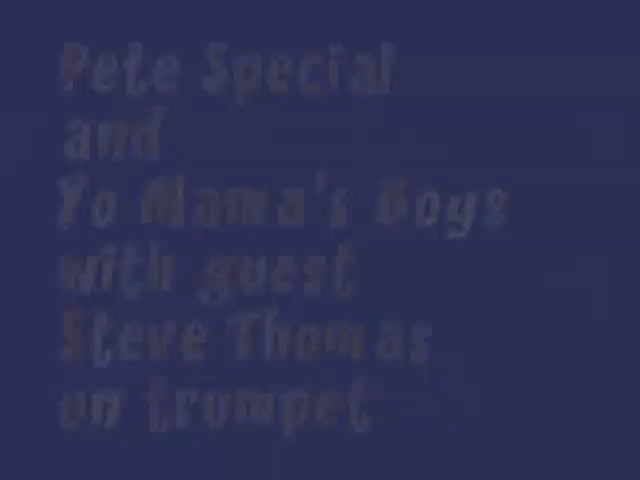 Pete Special
and
Yo Mama's Boys
with guest
Steve Thomas
on trumpet